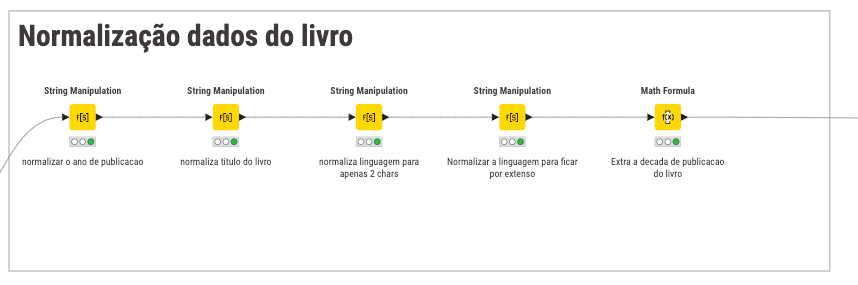 Normalização dados do livro
String Manipulation
String Manipulation
String Manipulation
String Manipulation
Math Formula
f[S]
f[S]
f[S]
f[S]
f(x)
normalizar o ano de publicacao
normaliza titulo do livro
normaliza linguagem para
apenas 2 chars
Normalizar a linguagem para ficar
por extenso
Extra a decada de publicacao
do livro